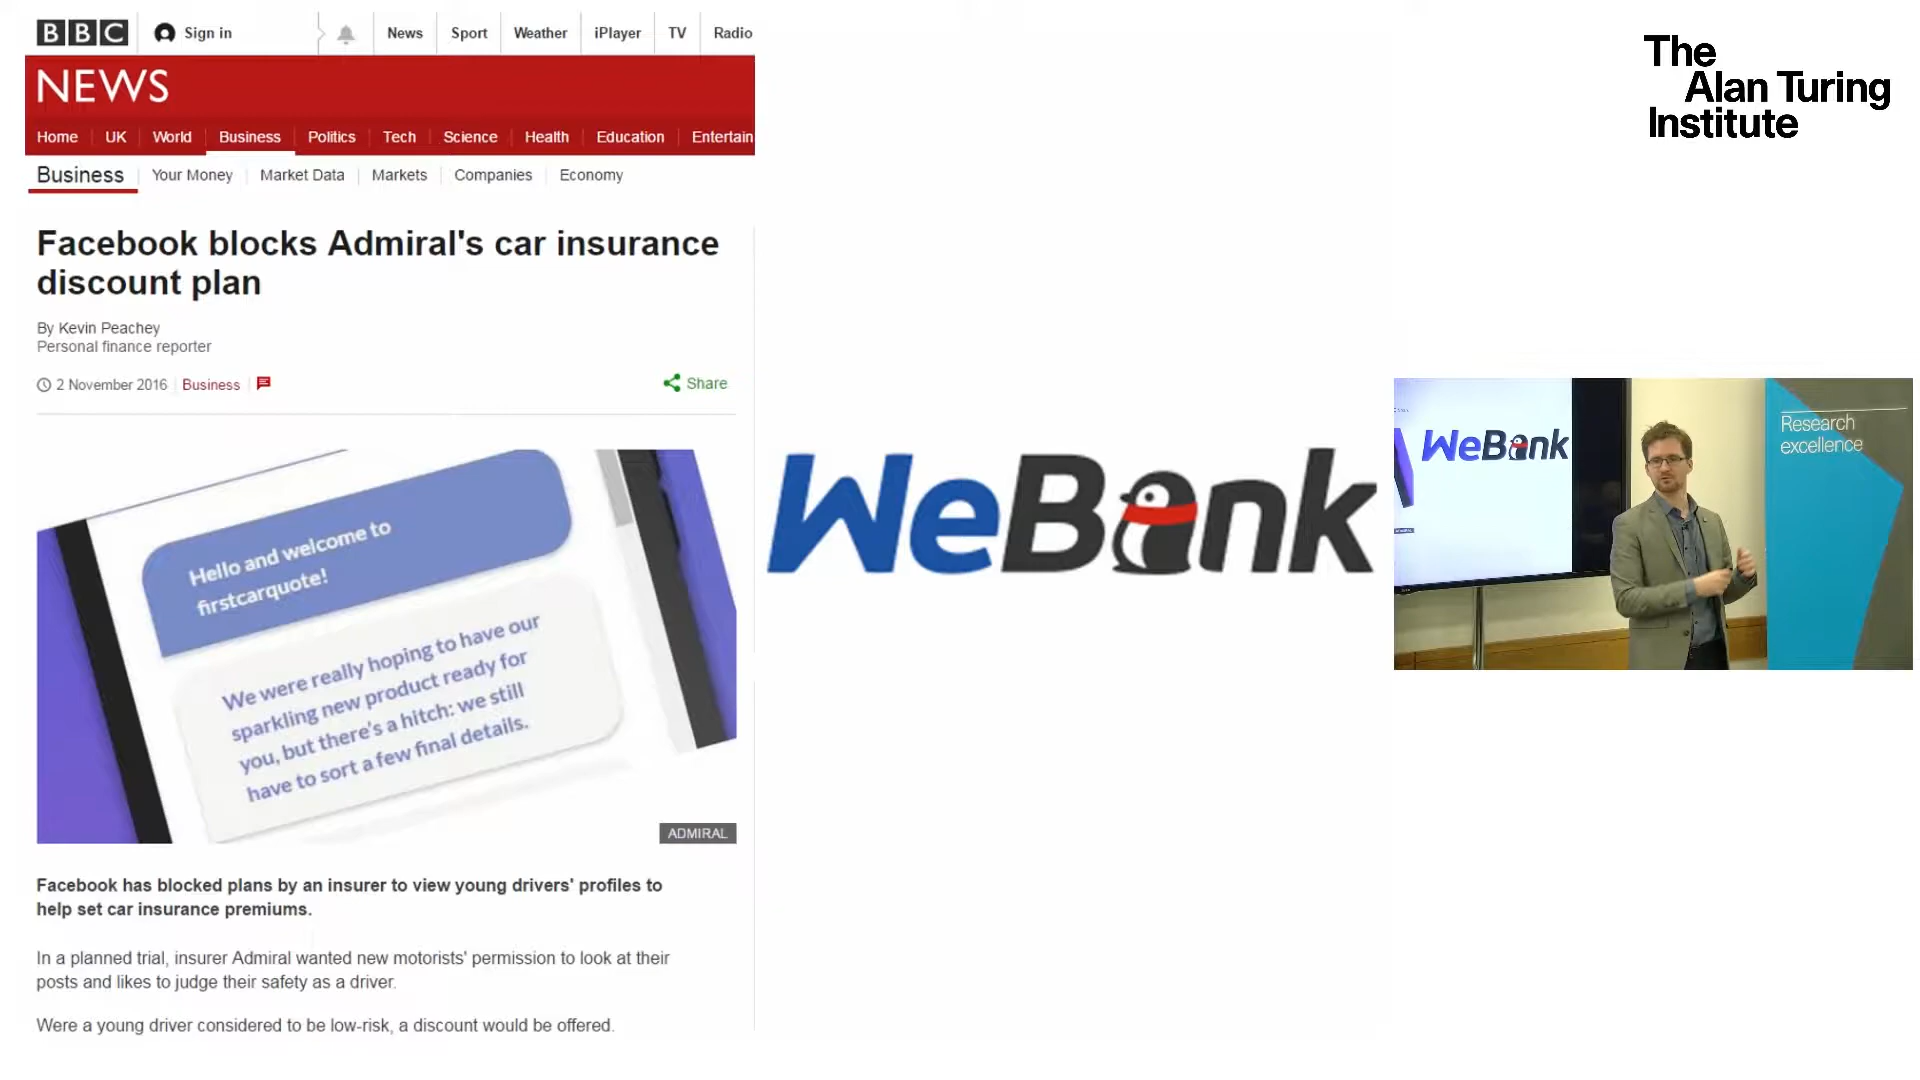 BBC Sign in News Sport Weather iPlayer TV Radio
NEWS
Home UK World Business Politics Tech Science Health Education Entertain
Business Your Money Market Data Markets Companies Economy
Facebook blocks Admiral's car insurance
discount plan
By Kevin Peachey
Personal finance reporter
2 November 2016 Business Share
Hello and welcome to
firstcarquote!
We were really hoping to have our
sparkling new product ready for
you, but there's a hitch: we still
have to sort a few final details.
ADMIRAL
Facebook has blocked plans by an insurer to view young drivers' profiles to
help set car insurance premiums.
In a planned trial, insurer Admiral wanted new motorists' permission to look at their
posts and likes to judge their safety as a driver.
Were a young driver considered to be low-risk, a discount would be offered.
WeBank
The
Alan Turing
Institute
WeBank
Research
excellence